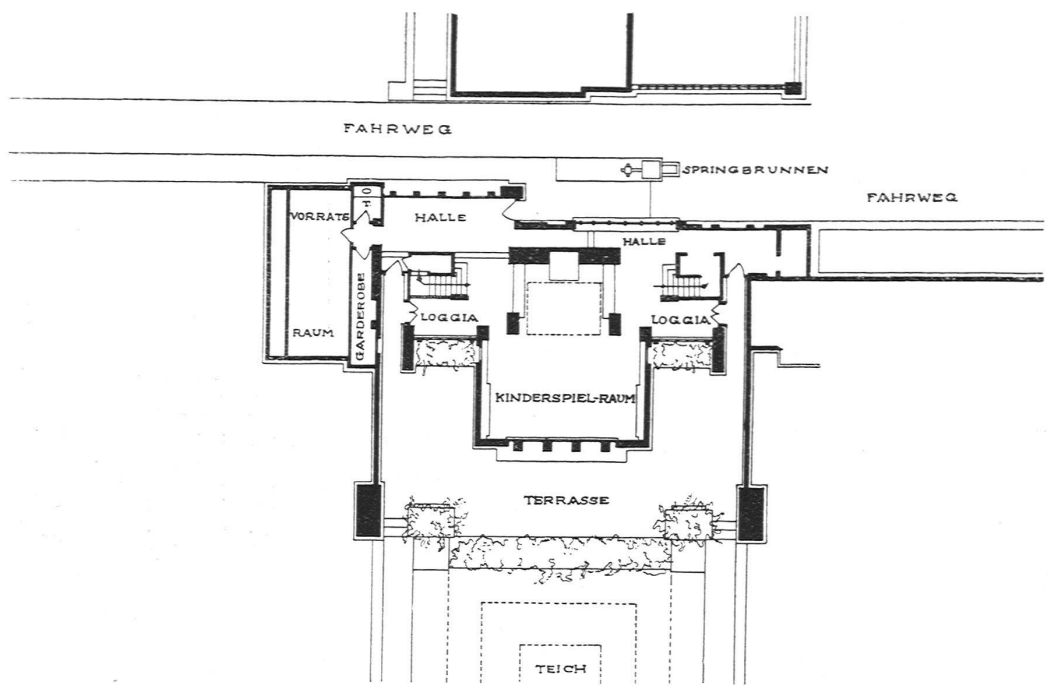 FAHRWEG
SPRINGBRUNNEN
FAHRWEG
VORRATS
T.
HALLE
HALLE
GARDEROBE
LOGGIA
LOGGIA
RAUM
KINDERSPIEL-RAUM
TERRASSE
TEICH